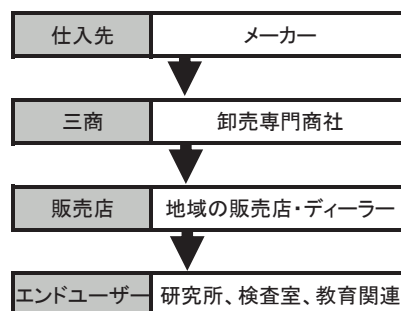 仕入先 メーカー
三商 卸売専門商社
販売店 地域の販売店・ディーラー
エンドユーザー 研究所、検査室、教育関連